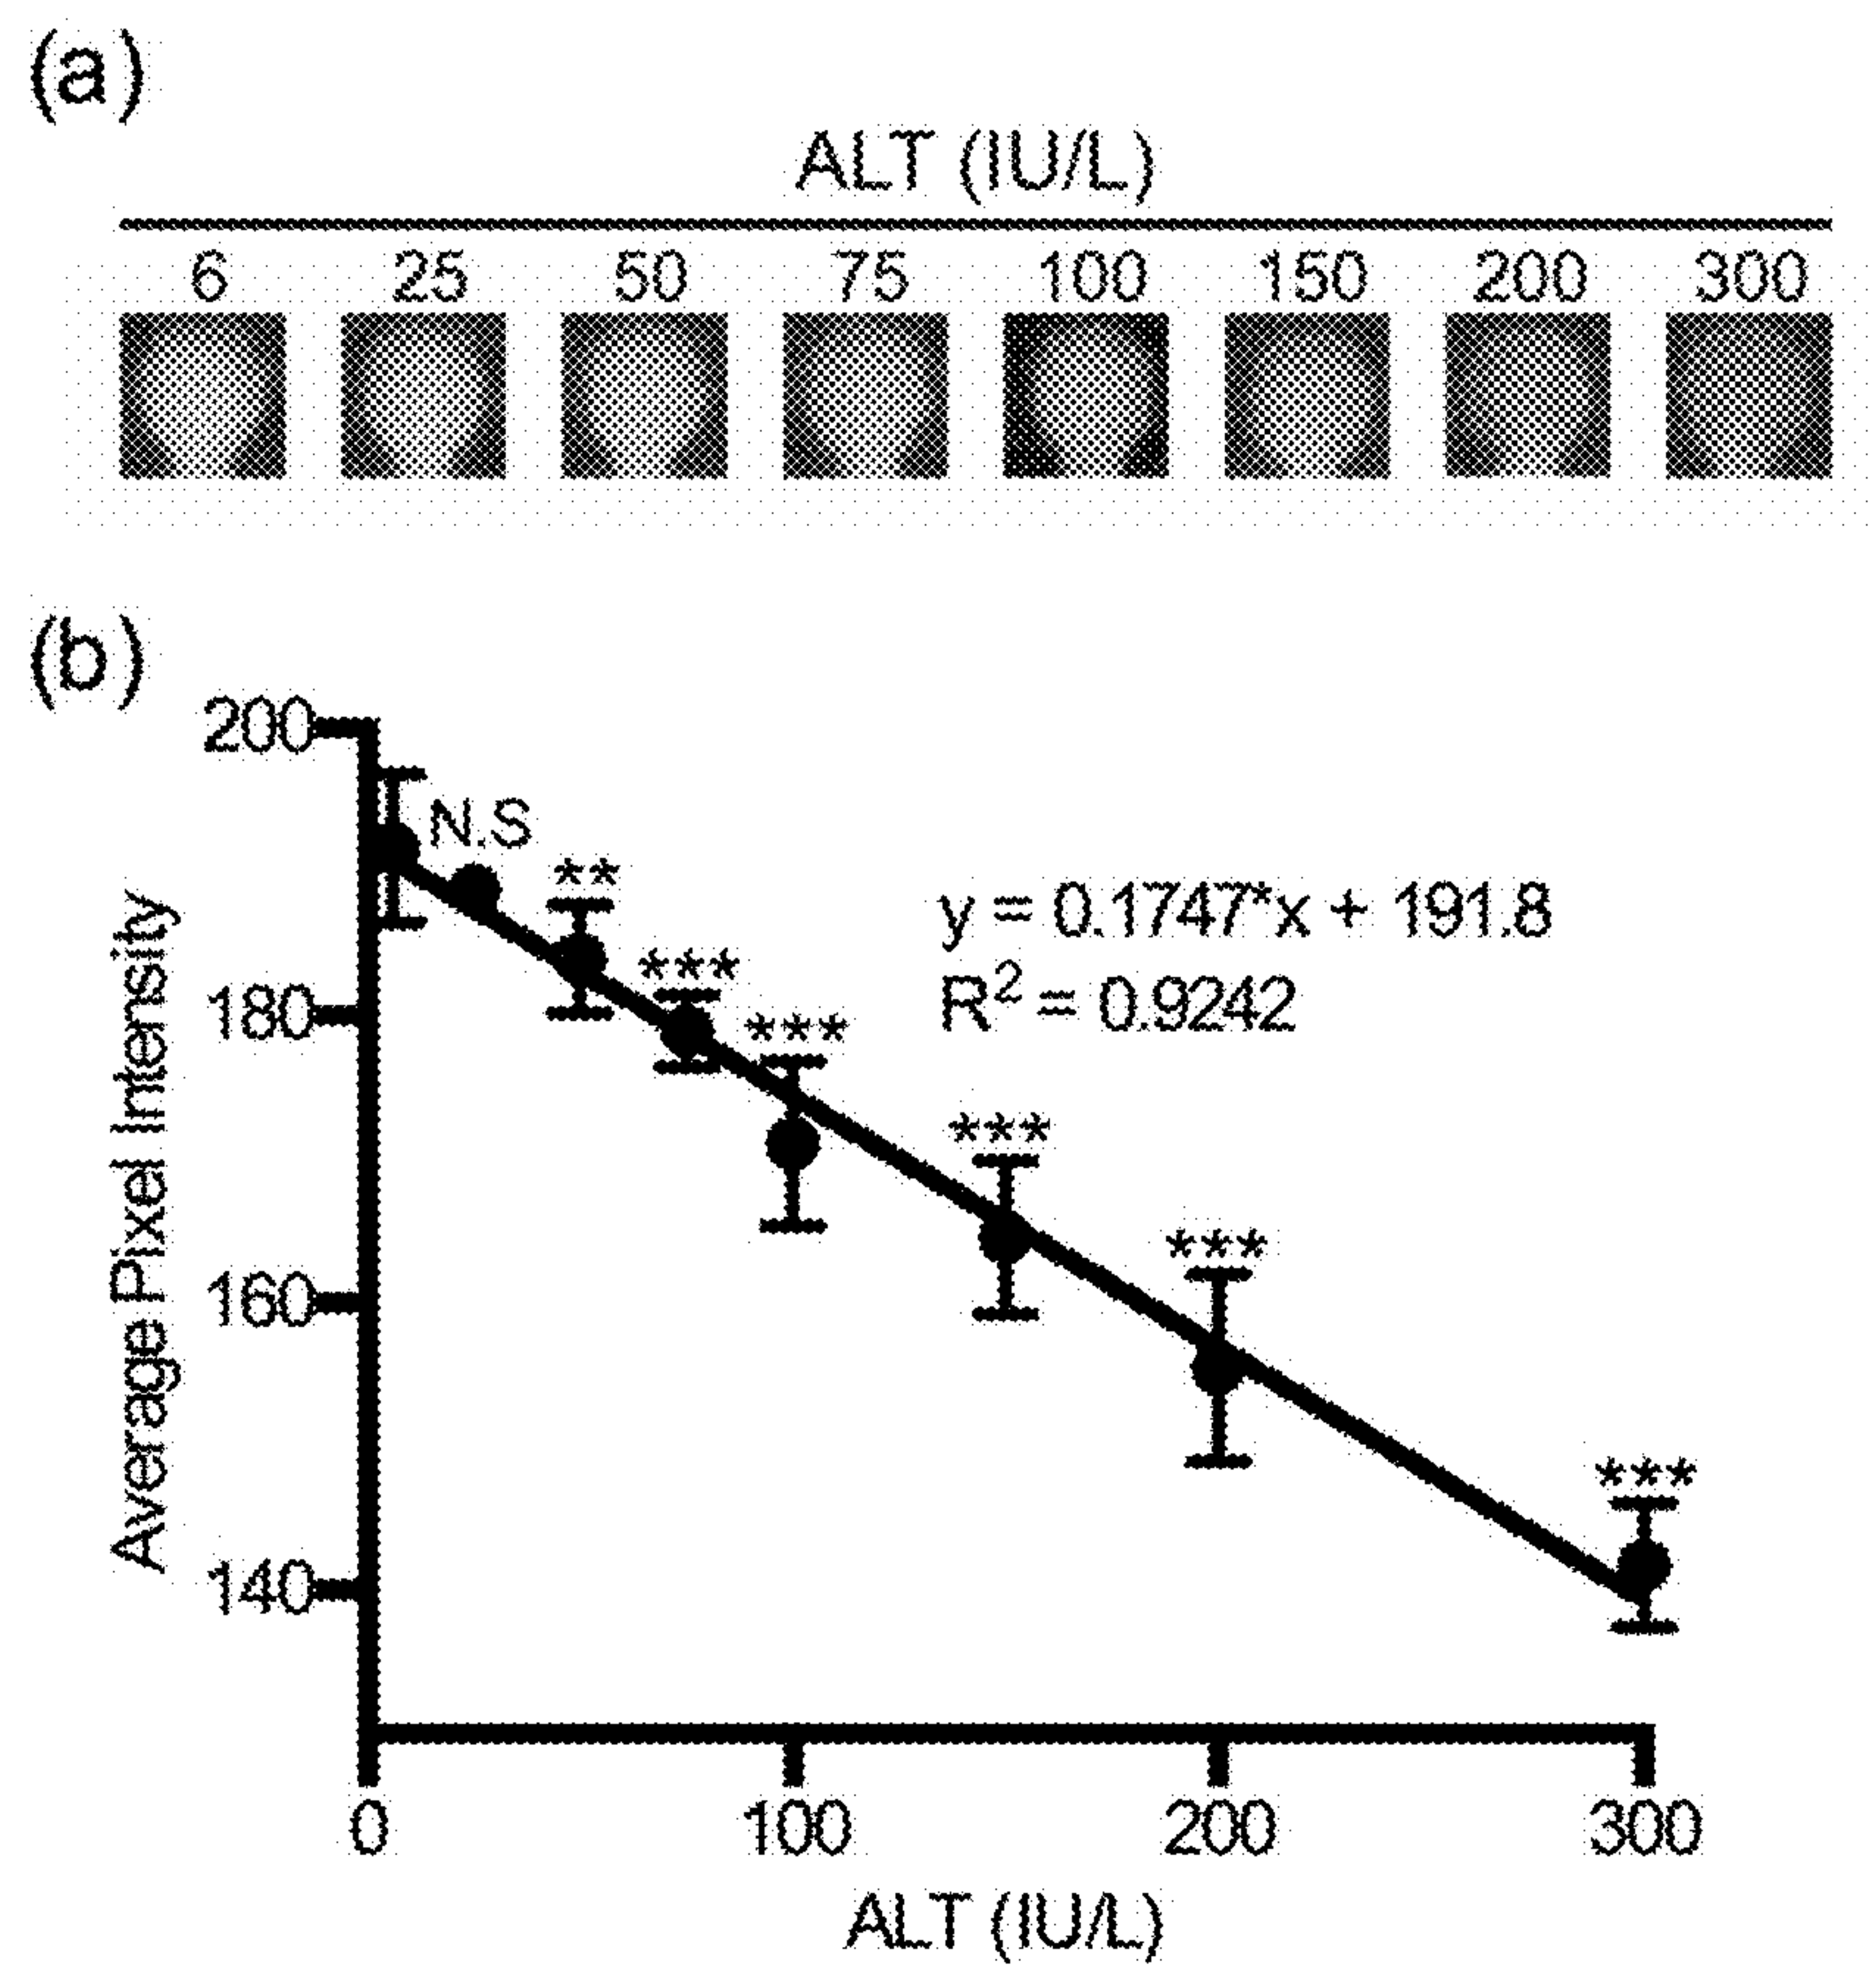 (a)
ALT (IU/L)
6 25 50 75 100 150 200 300
(b)
200
180
160
140
Average Pixel Intensity
N.S
**
***
***
***
***
***
y = 0.1747*x + 191.8
R² = 0.9242
0 100 200 300
ALT (IU/L)